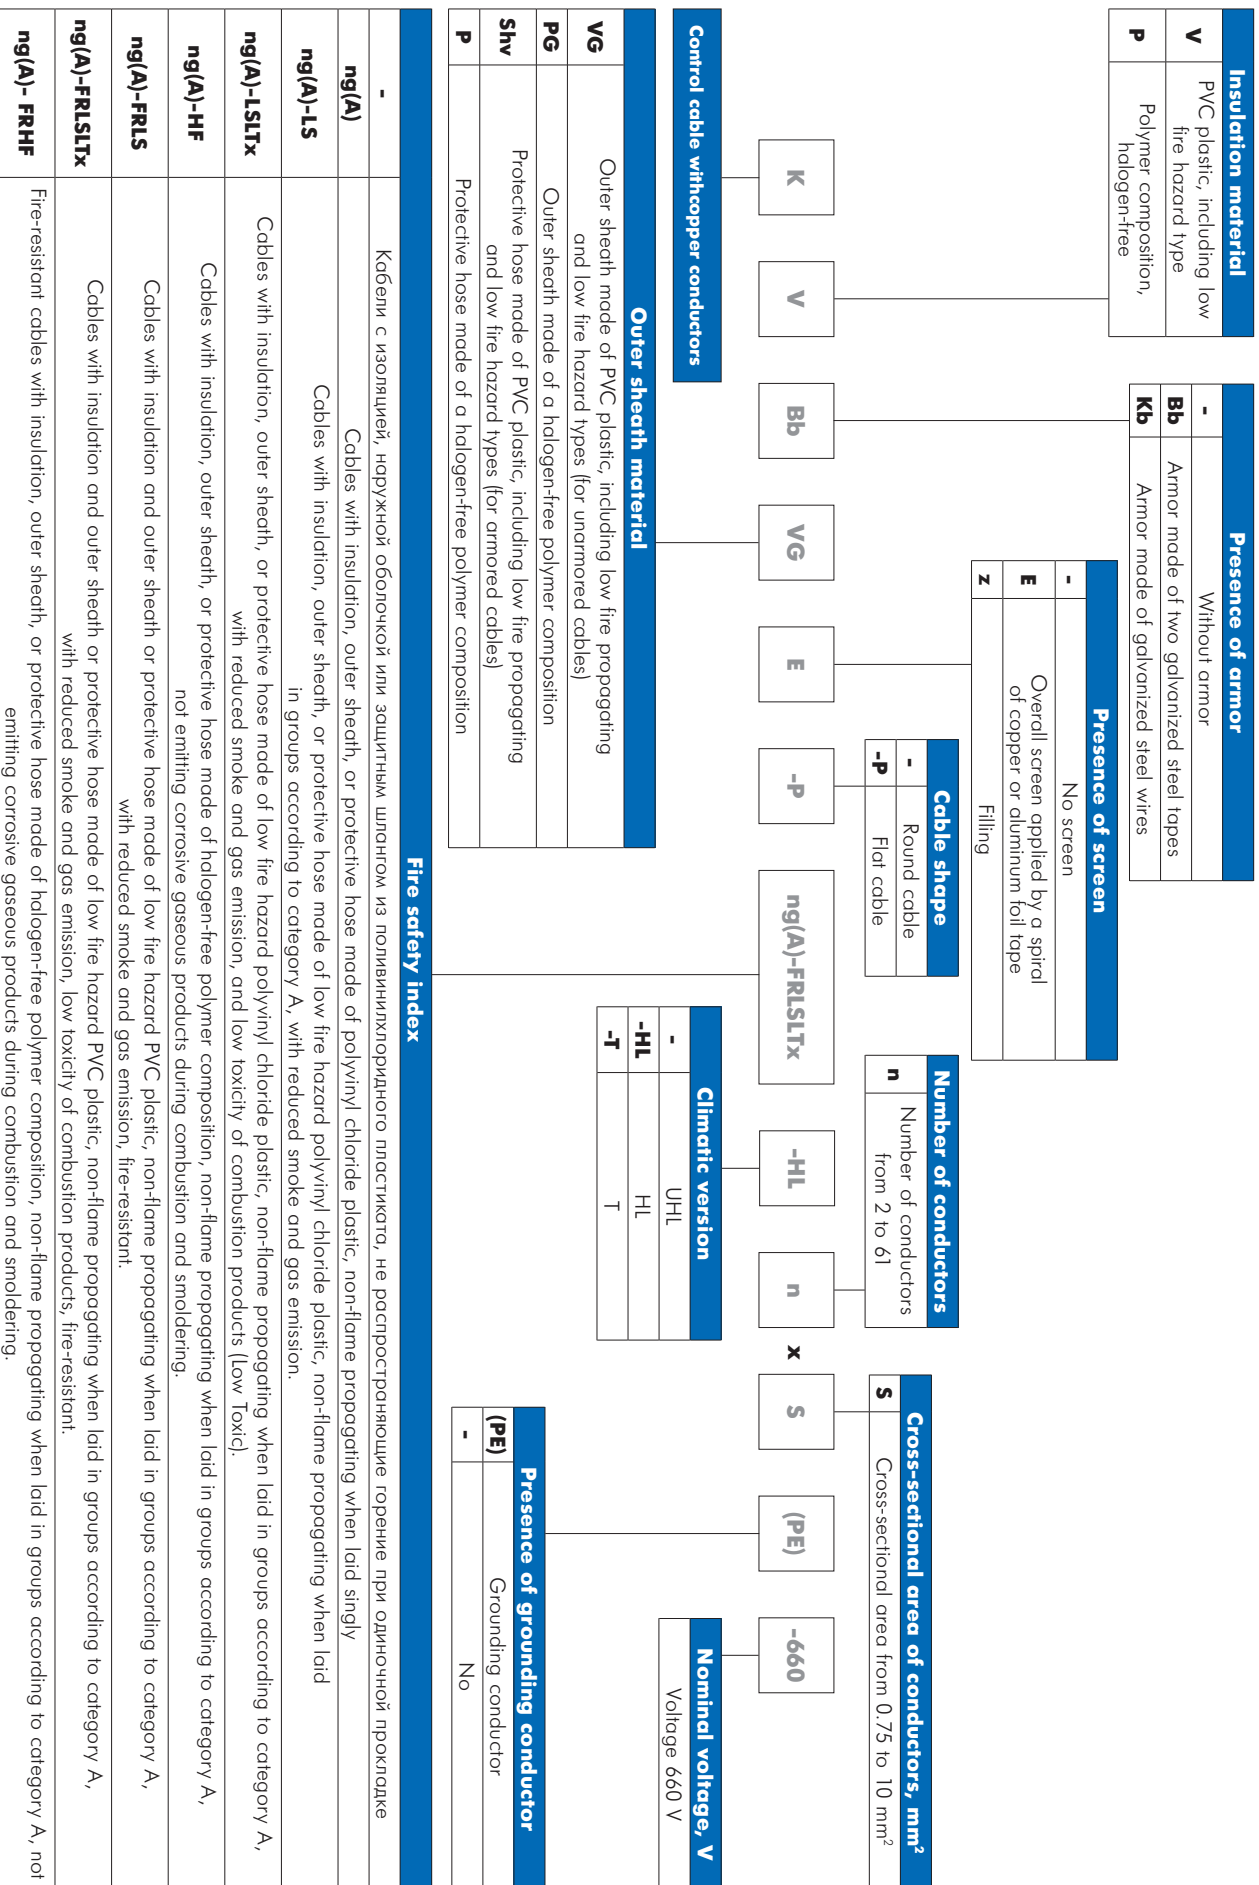 Insulation material
V PVC plastic, including low
fire hazard type
P Polymer composition,
halogen-free
Presence of armor
- Without armor
Bb Armor made of two galvanized steel tapes
Kb Armor made of galvanized steel wires
Presence of screen
- No screen
E Overall screen applied by a spiral
of copper or aluminum foil tape
z Filling
Cable shape
- Round cable
-P Flat cable
Number of conductors
n Number of conductors
from 2 to 61
Cross-sectional area of conductors, mm²
S Cross-sectional area from 0.75 to 10 mm²
K V Bb VG E -P ng(A)-FRLSLTx -HL n x S (PE) -660
Control cable withcopper conductors
Outer sheath material
VG Outer sheath made of PVC plastic, including low fire propagating
and low fire hazard types (for unarmored cables)
PG Outer sheath made of a halogen-free polymer composition
Shv Protective hose made of PVC plastic, including low fire propagating
and low fire hazard types (for armored cables)
P Protective hose made of a halogen-free polymer composition
Climatic version
- UHL
-HL HL
-T T
Nominal voltage, V
Voltage 660 V
Presence of grounding conductor
(PE) Grounding conductor
- No
Fire safety index
- Кабели с изоляцией, наружной оболочкой или защитным шлангом из поливинилхлоридного пластиката, не распространяющие горение при одиночной прокладке
ng(A) Cables with insulation, outer sheath, or protective hose made of polyvinyl chloride plastic, non-flame propagating when laid singly
ng(A)-LS Cables with insulation, outer sheath, or protective hose made of low fire hazard polyvinyl chloride plastic, non-flame propagating when laid
in groups according to category A, with reduced smoke and gas emission.
ng(A)-LSLTx Cables with insulation, outer sheath, or protective hose made of low fire hazard polyvinyl chloride plastic, non-flame propagating when laid in groups according to category A,
with reduced smoke and gas emission, and low toxicity of combustion products (Low Toxic).
ng(A)-HF Cables with insulation, outer sheath, or protective hose made of halogen-free polymer composition, non-flame propagating when laid in groups according to category A,
not emitting corrosive gaseous products during combustion and smoldering.
ng(A)-FRLS Cables with insulation and outer sheath or protective hose made of low fire hazard PVC plastic, non-flame propagating when laid in groups according to category A,
with reduced smoke and gas emission, fire-resistant.
ng(A)-FRLSLTx Cables with insulation and outer sheath or protective hose made of low fire hazard PVC plastic, non-flame propagating when laid in groups according to category A,
with reduced smoke and gas emission, low toxicity of combustion products, fire-resistant.
ng(A)- FRHF Fire-resistant cables with insulation, outer sheath, or protective hose made of halogen-free polymer composition, non-flame propagating when laid in groups according to category A, not
emitting corrosive gaseous products during combustion and smoldering.